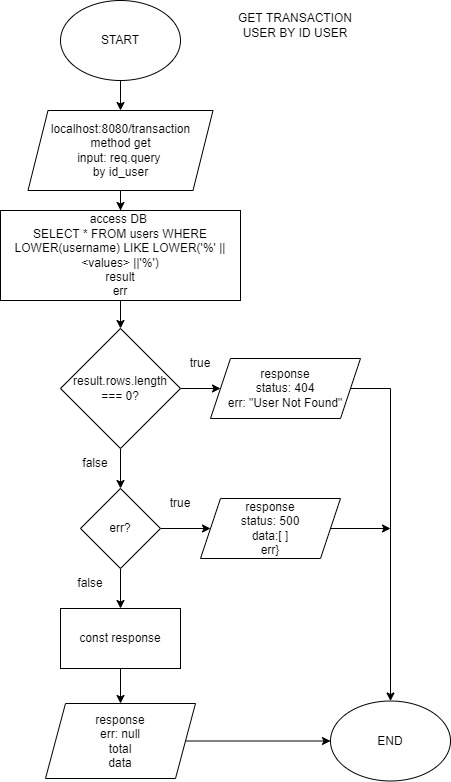 GET TRANSACTION
USER BY ID USER
START
localhost:8080/transaction
method get
input: req.query
by id_user
access DB
SELECT * FROM users WHERE
LOWER(username) LIKE LOWER('%' ||
<values> ||'%')
result
err
result.rows.length
=== 0?
true
response
status: 404
err: "User Not Found"
false
err?
true
response
status: 500
data:[ ]
err}
false
const response
response
err: null
total
data
END